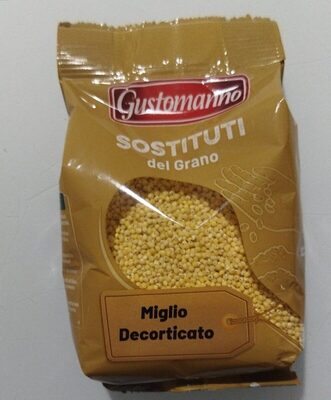 Gustomanno
SOSTITUTI
del Grano
Miglio
Decorticato